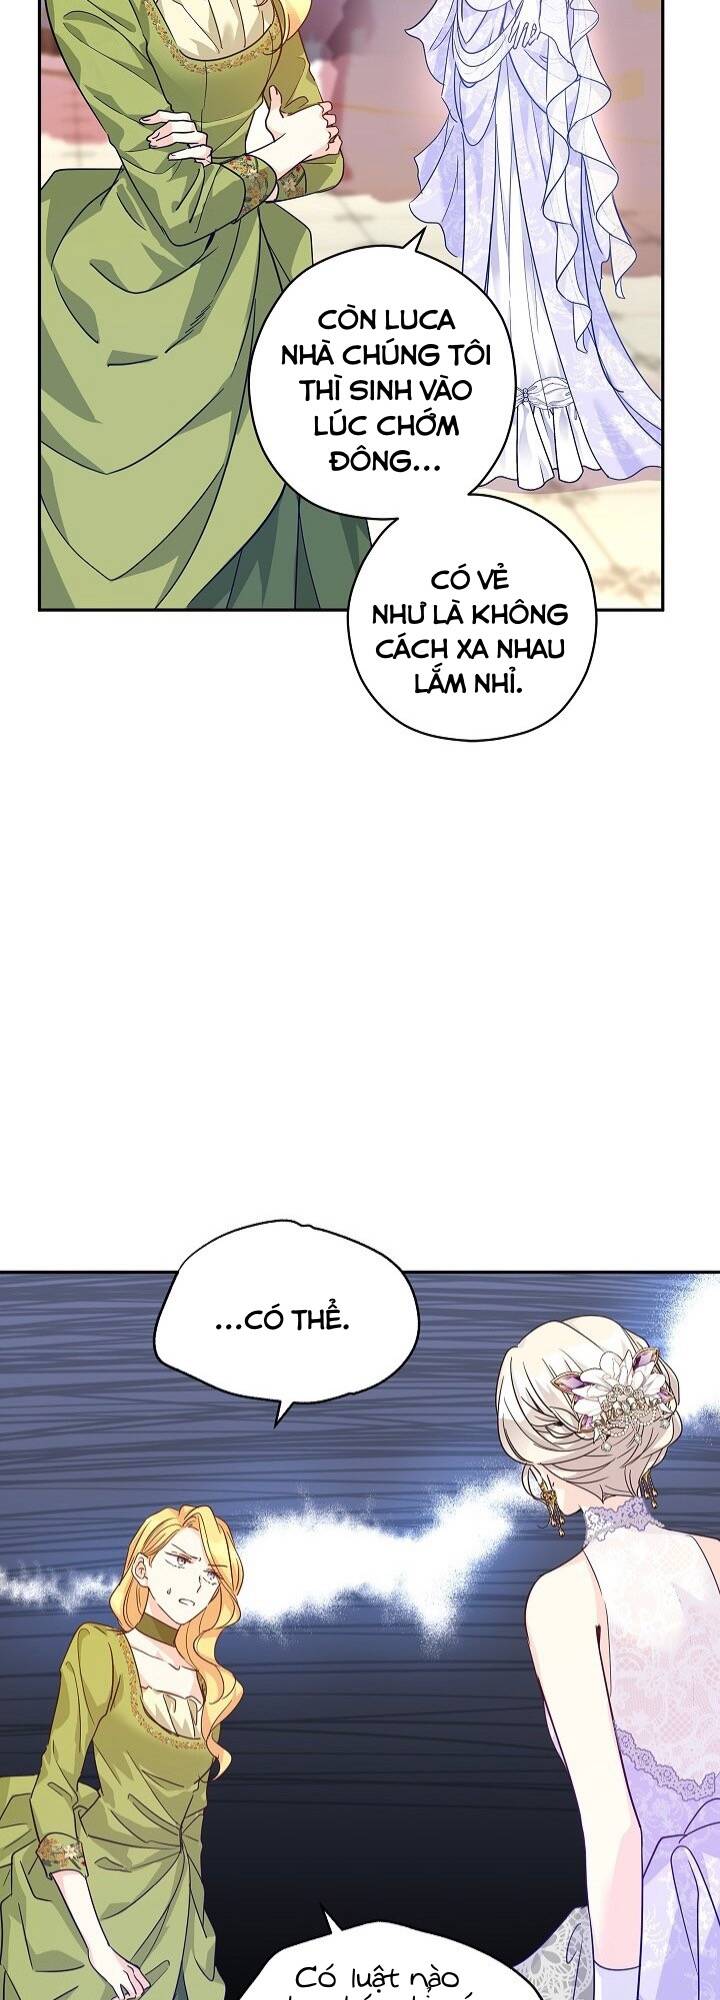 CÒN LUCA
NHÀ CHÚNG TÔI
THÌ SINH VÀO
LÚC CHỚM
ĐÔNG...
CÓ VẺ
NHƯ LÀ KHÔNG
CÁCH XA NHAU
LẮM NHỈ.
...CÓ THỂ.
Có luật nào